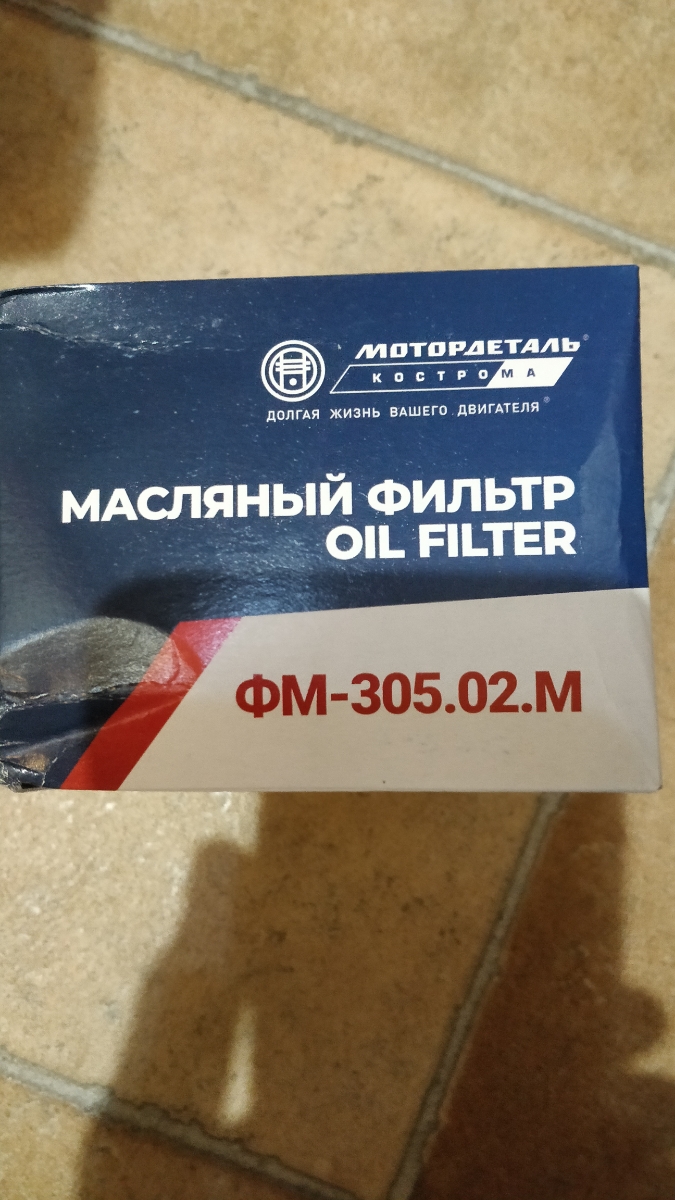 МОТОРДЕТАЛЬ®
КОСТРОМА
ДОЛГАЯ ЖИЗНЬ ВАШЕГО ДВИГАТЕЛЯ®
МАСЛЯНЫЙ ФИЛЬТР
OIL FILTER
ФМ-305.02.М